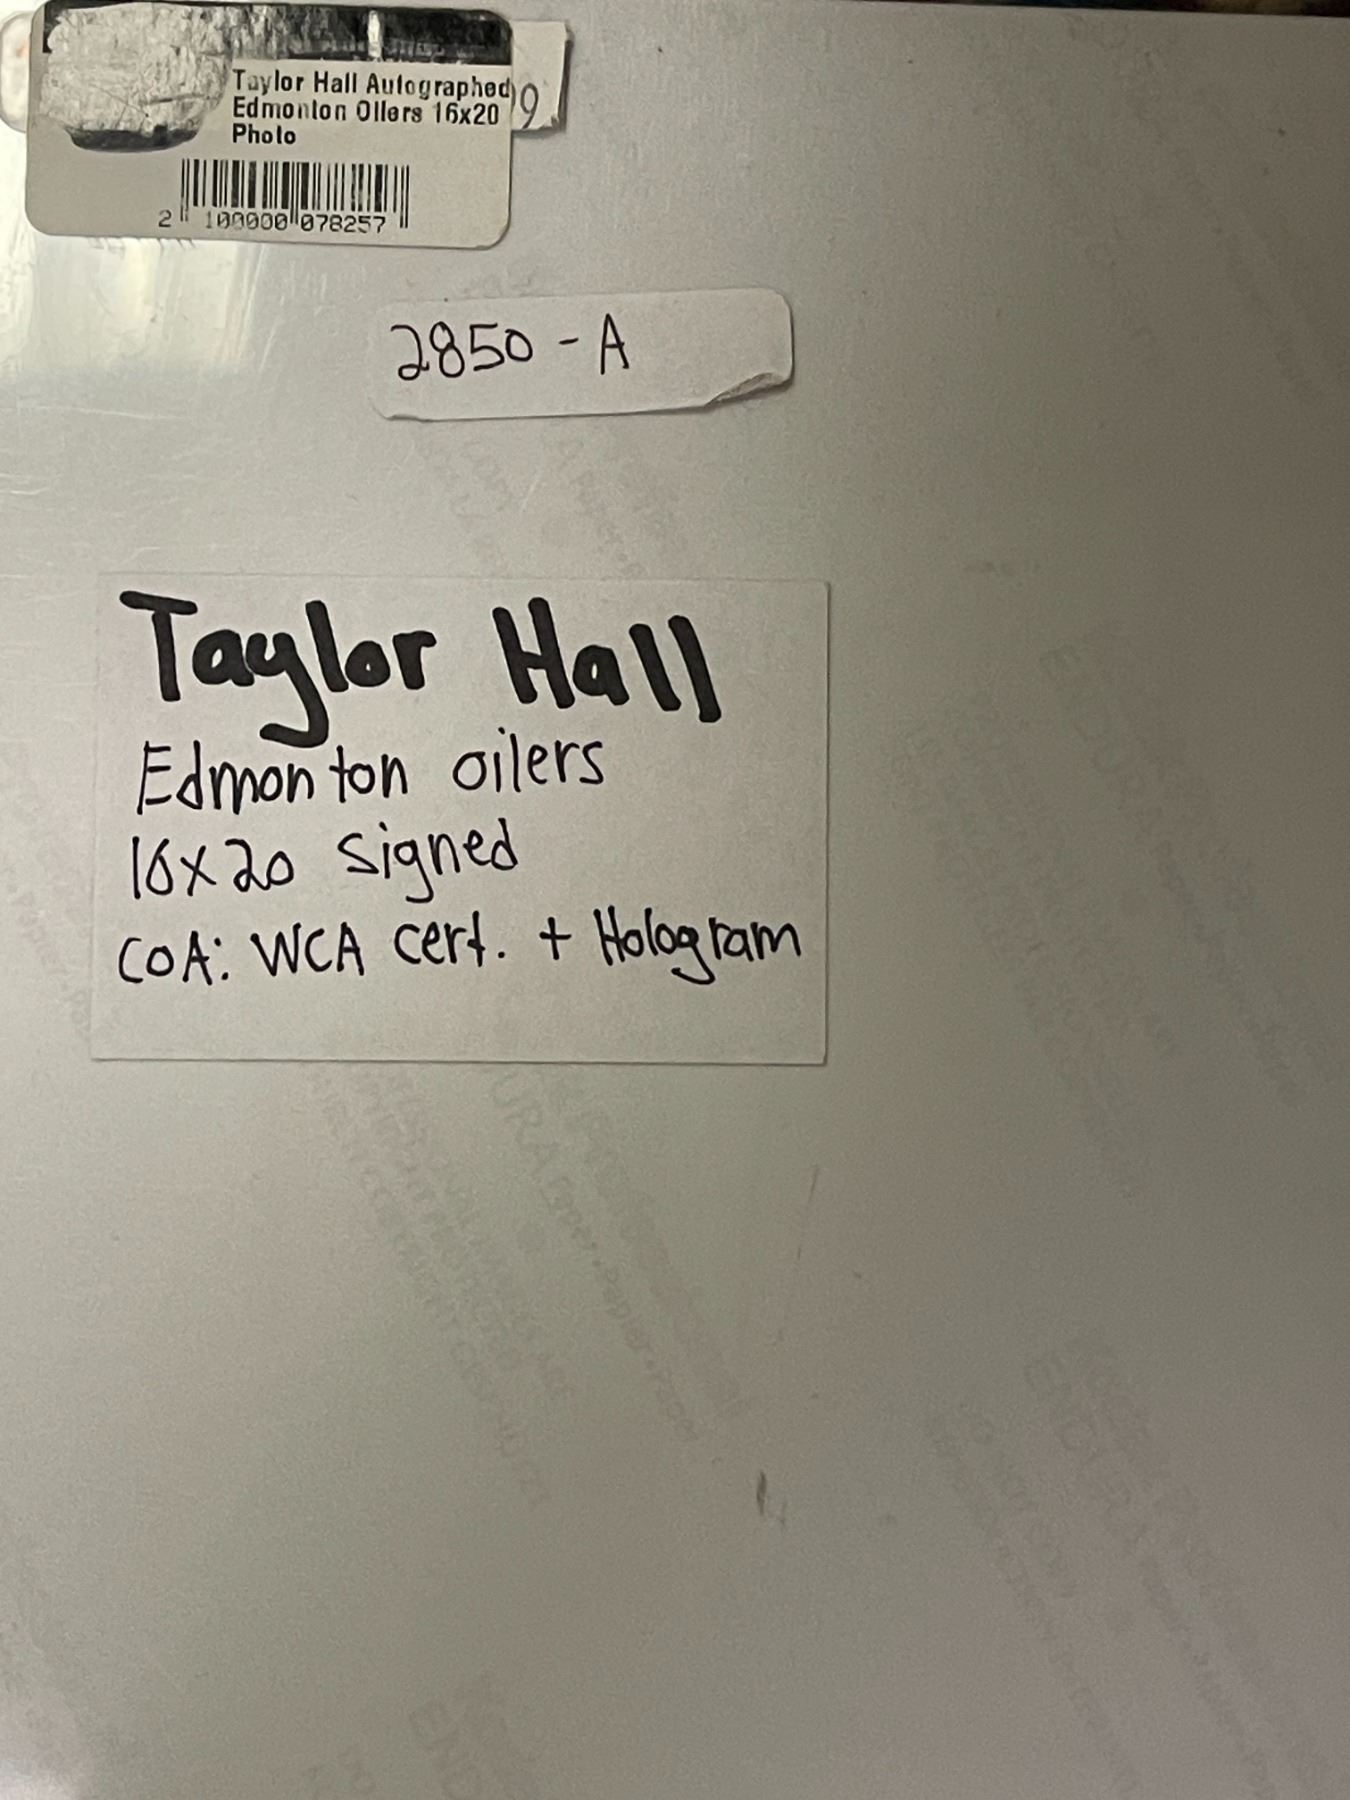 Taylor Hall Autographed
Edmonton Oilers 16x20
Photo
9
2 100000 078257
2850 - A
Taylor Hall
Edmonton oilers
16x20 signed
COA: WCA cert. + Hologram